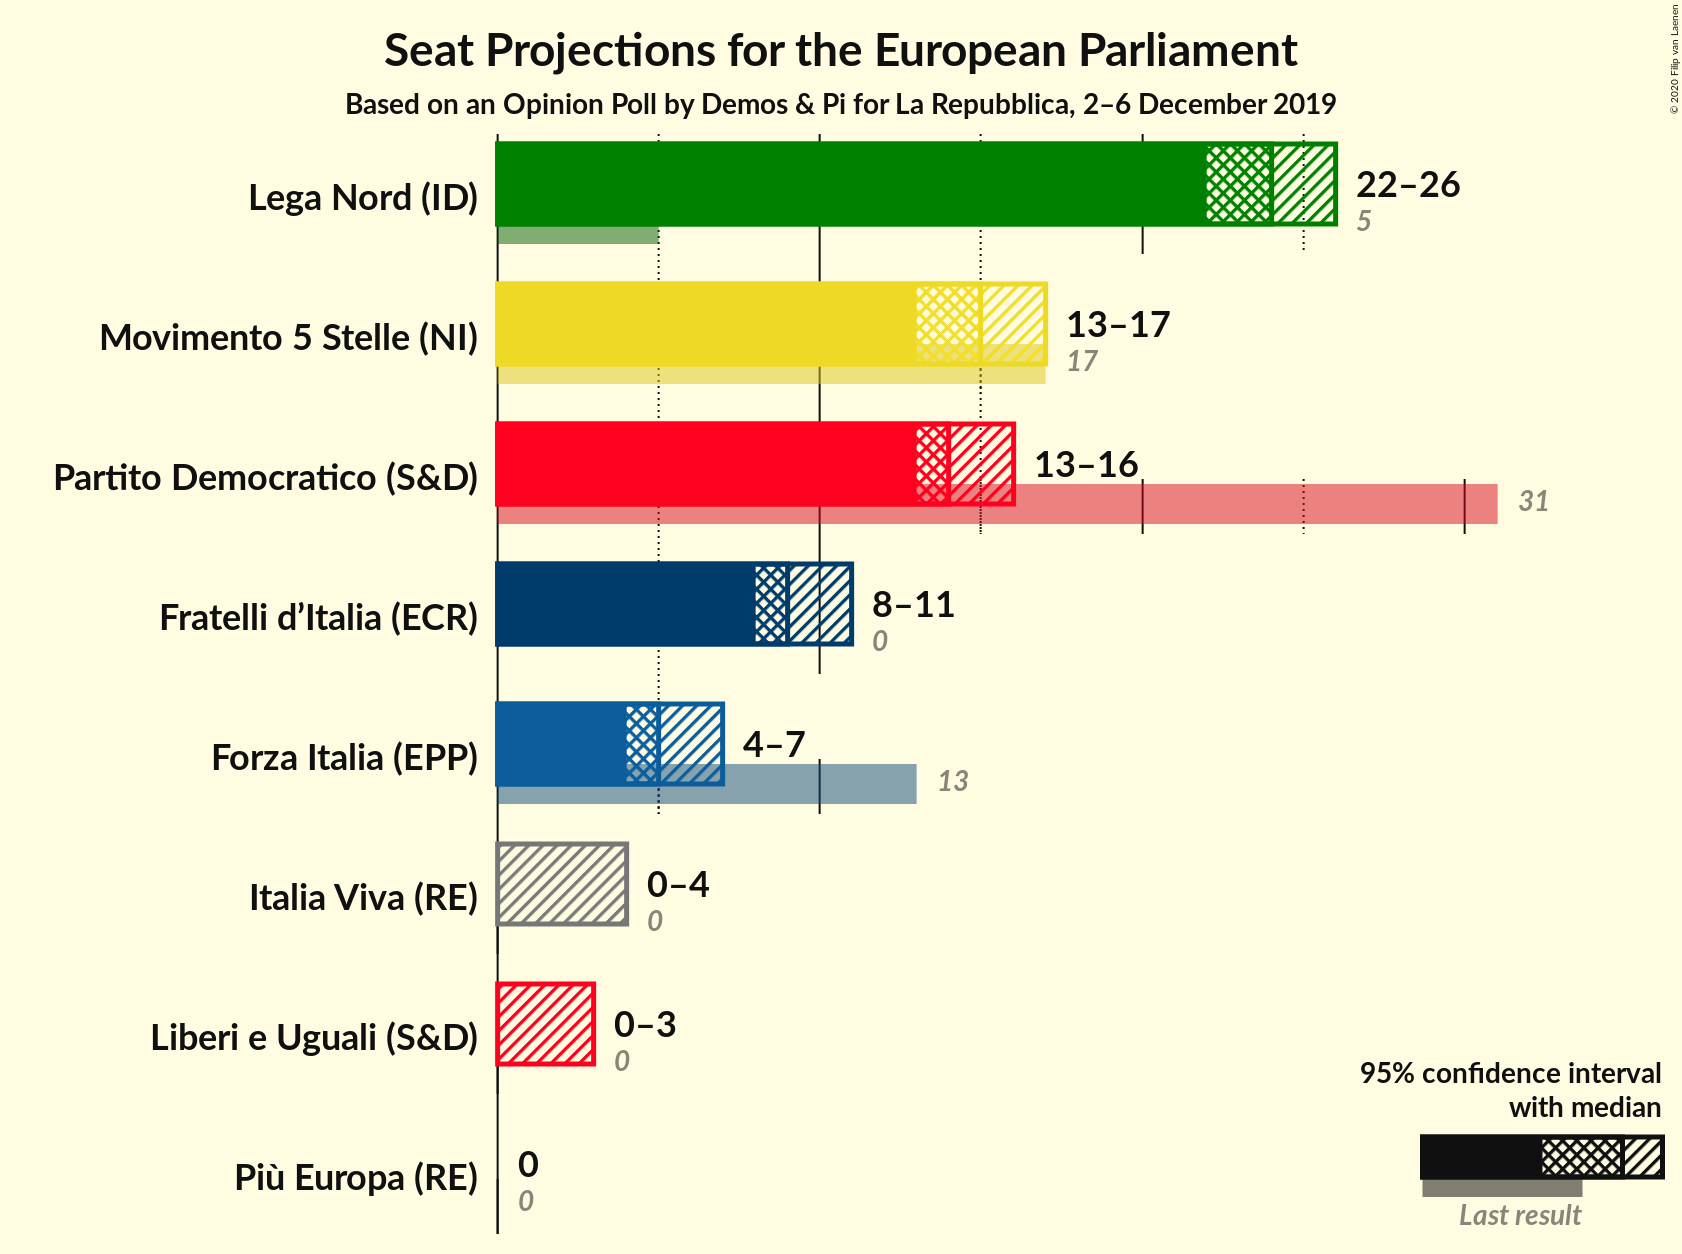 Seat Projections for the European Parliament
Based on an Opinion Poll by Demos & Pi for La Repubblica, 2–6 December 2019
© 2020 Filip van Laenen
Lega Nord (ID)
22–26
5
Movimento 5 Stelle (NI)
13–17
17
Partito Democratico (S&D)
13–16
31
Fratelli d’Italia (ECR)
8–11
0
Forza Italia (EPP)
4–7
13
Italia Viva (RE)
0–4
0
Liberi e Uguali (S&D)
0–3
0
Più Europa (RE)
0
0
95% confidence interval
with median
Last result